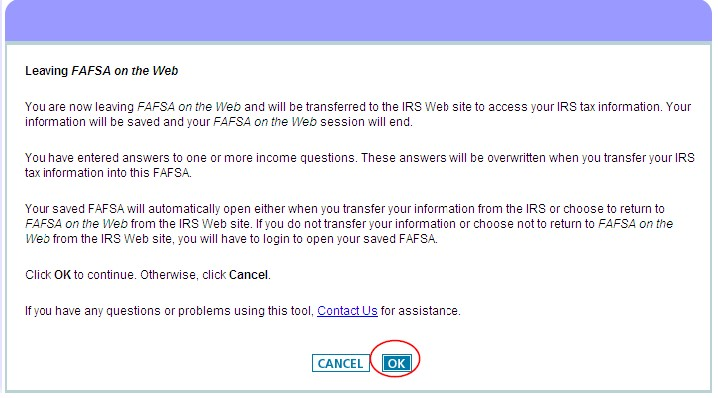 Leaving FAFSA on the Web
You are now leaving FAFSA on the Web and will be transferred to the IRS Web site to access your IRS tax information. Your
information will be saved and your FAFSA on the Web session will end.
You have entered answers to one or more income questions. These answers will be overwritten when you transfer your IRS
tax information into this FAFSA.
Your saved FAFSA will automatically open either when you transfer your information from the IRS or choose to return to
FAFSA on the Web from the IRS Web site. If you do not transfer your information or choose not to return to FAFSA on the
Web from the IRS Web site, you will have to login to open your saved FAFSA.
Click OK to continue. Otherwise, click Cancel.
If you have any questions or problems using this tool, Contact Us for assistance.
CANCEL OK